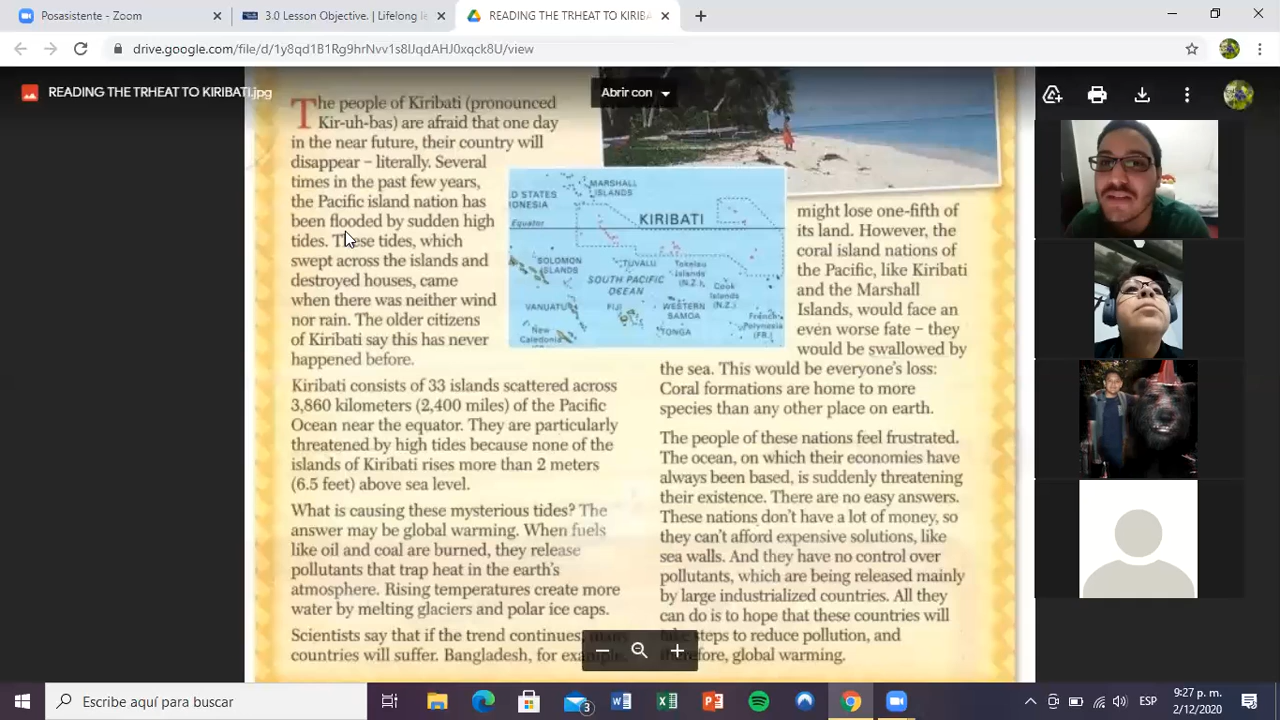 Posasistente - Zoom
3.0 Lesson Objective. | Lifelong le
READING THE TRHEAT TO KIRIBA
drive.google.com/file/d/1y8qd1B1Rg9hrNvv1s8lJqdAHJ0xqck8U/view
READING THE TRHEAT TO KIRIBATI.jpg
Abrir con
The people of Kiribati (pronounced
Kir-uh-bas) are afraid that one day
in the near future, their country will
disappear – literally. Several
times in the past few years,
the Pacific island nation has
been flooded by sudden high
tides. These tides, which
swept across the islands and
destroyed houses, came
when there was neither wind
nor rain. The older citizens
of Kiribati say this has never
happened before.
Kiribati consists of 33 islands scattered across
3,860 kilometers (2,400 miles) of the Pacific
Ocean near the equator. They are particularly
threatened by high tides because none of the
islands of Kiribati rises more than 2 meters
(6.5 feet) above sea level.
What is causing these mysterious tides? The
answer may be global warming. When fuels
like oil and coal are burned, they release
pollutants that trap heat in the earth's
atmosphere. Rising temperatures create more
water by melting glaciers and polar ice caps.
Scientists say that if the trend continues, many
countries will suffer. Bangladesh, for example,
D STATES
ONESIA
MARSHALL
ISLANDS
Equator
KIRIBATI
SOLOMON
ISLANDS
TUVALU
Tokelau
Islands
(N.Z.)
SOUTH PACIFIC
OCEAN
Cook
Islands
(N.Z.)
VANUATU
FIJI
WESTERN
SAMOA
French
Polynesia
(FR.)
New
Caledonia
TONGA
might lose one-fifth of
its land. However, the
coral island nations of
the Pacific, like Kiribati
and the Marshall
Islands, would face an
even worse fate – they
would be swallowed by
the sea. This would be everyone's loss:
Coral formations are home to more
species than any other place on earth.
The people of these nations feel frustrated.
The ocean, on which their economies have
always been based, is suddenly threatening
their existence. There are no easy answers.
These nations don't have a lot of money, so
they can't afford expensive solutions, like
sea walls. And they have no control over
pollutants, which are being released mainly
by large industrialized countries. All they
can do is to hope that these countries will
take steps to reduce pollution, and
therefore, global warming.
Escribe aquí para buscar
3
ESP
9:27 p. m.
2/12/2020